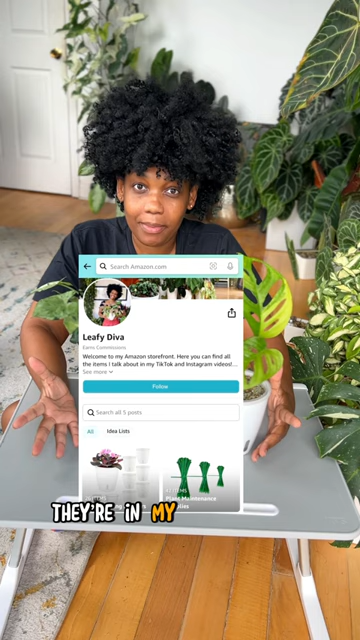 Search Amazon.com
Leafy Diva
Earns Commissions
Welcome to my Amazon storefront. Here you can find all
the items I talk about in my TikTok and Instagram videos!...
See more
Follow
Search all 5 posts
All Idea Lists
ITEMS
Plant Maintenance
THEY'RE IN MY